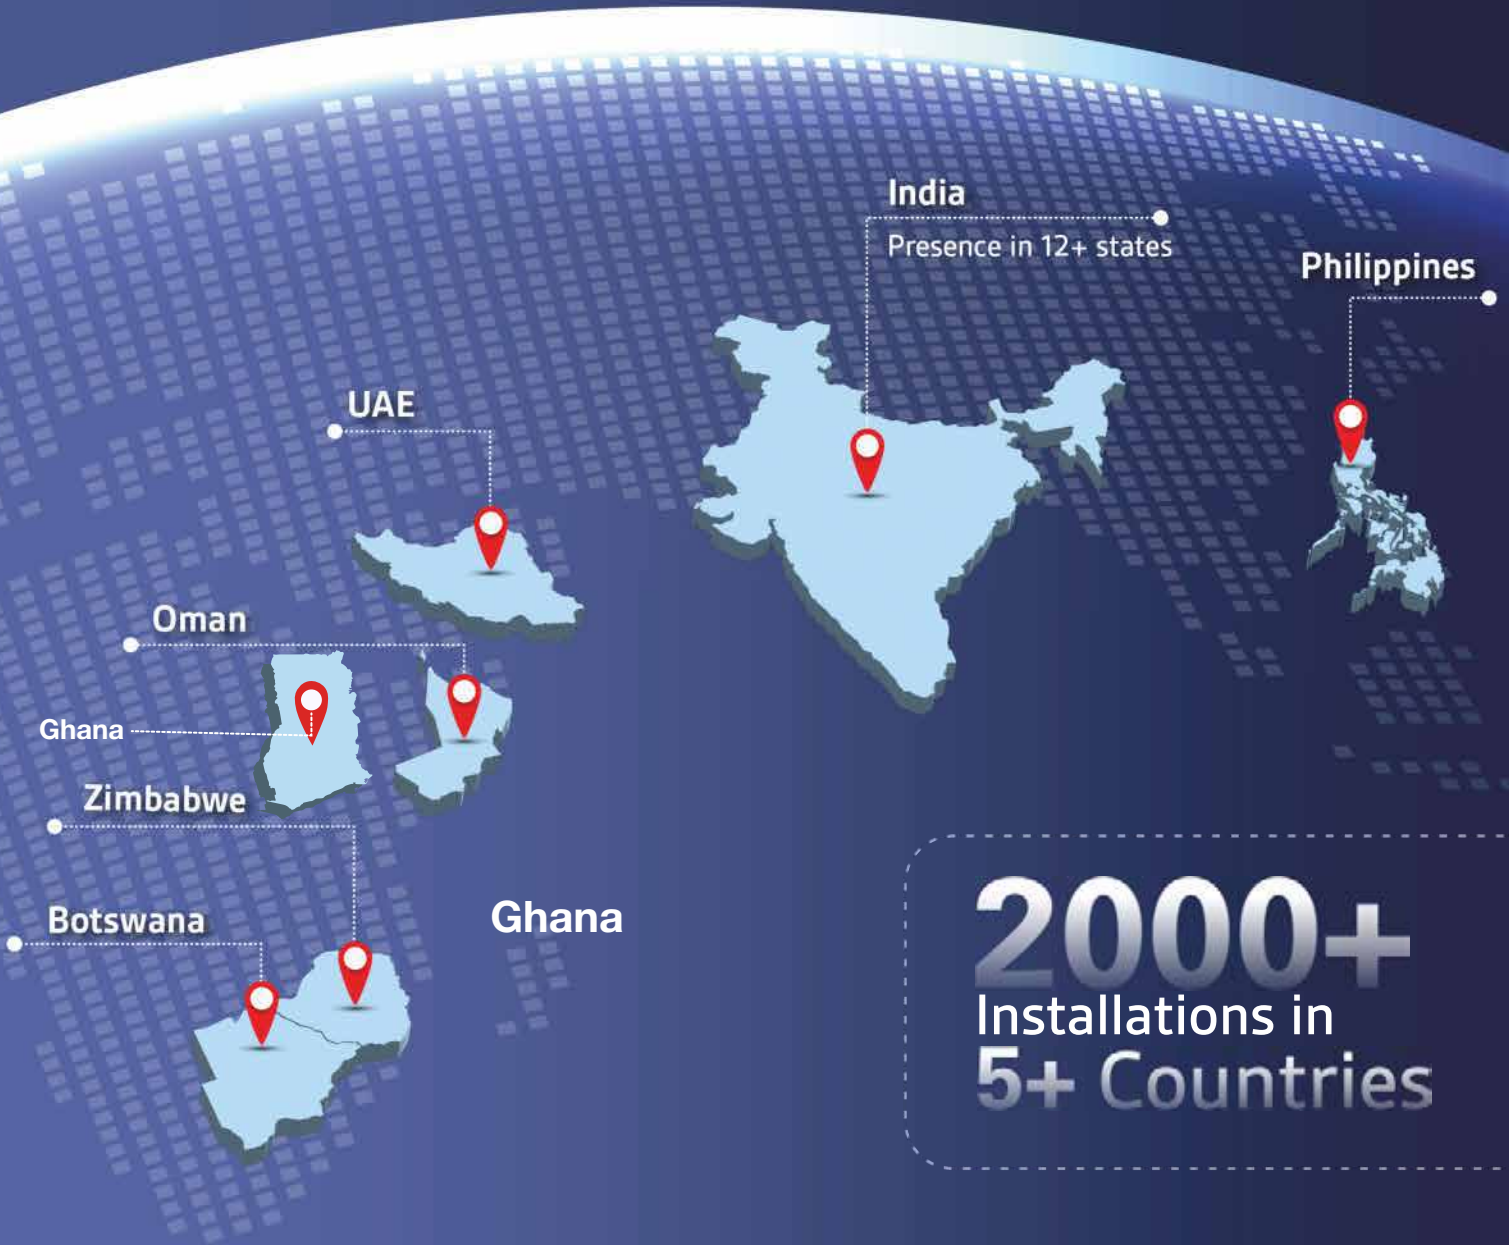 India
Presence in 12+ states
Philippines
UAE
Oman
Ghana
Zimbabwe
Botswana
Ghana
2000+
Installations in
5+ Countries